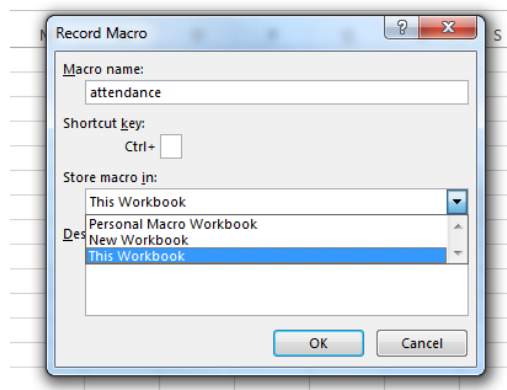 Record Macro
?
N
S
Macro name:
attendance
Shortcut key:
Ctrl+
Store macro in:
This Workbook
Personal Macro Workbook
Des
New Workbook
This Workbook
OK Cancel